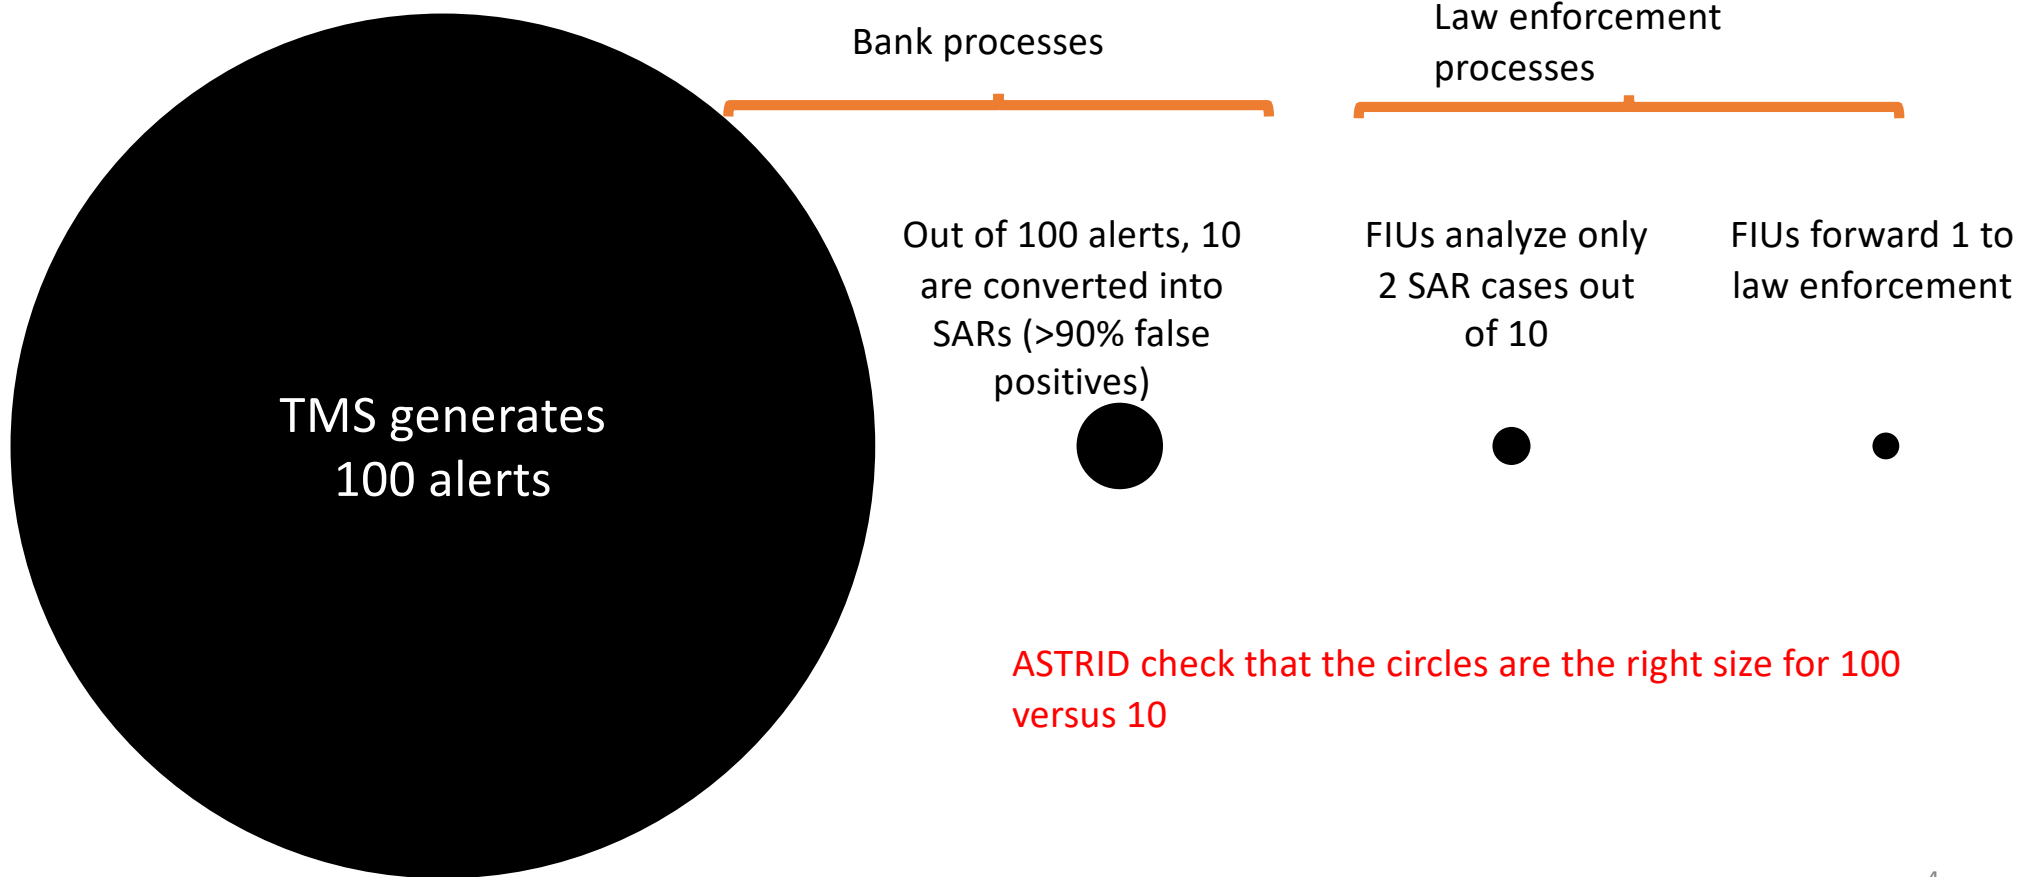 Bank processes
Law enforcement
processes
TMS generates
100 alerts
Out of 100 alerts, 10
are converted into
SARs (>90% false
positives)
FIUs analyze only
2 SAR cases out
of 10
FIUs forward 1 to
law enforcement
ASTRID check that the circles are the right size for 100
versus 10